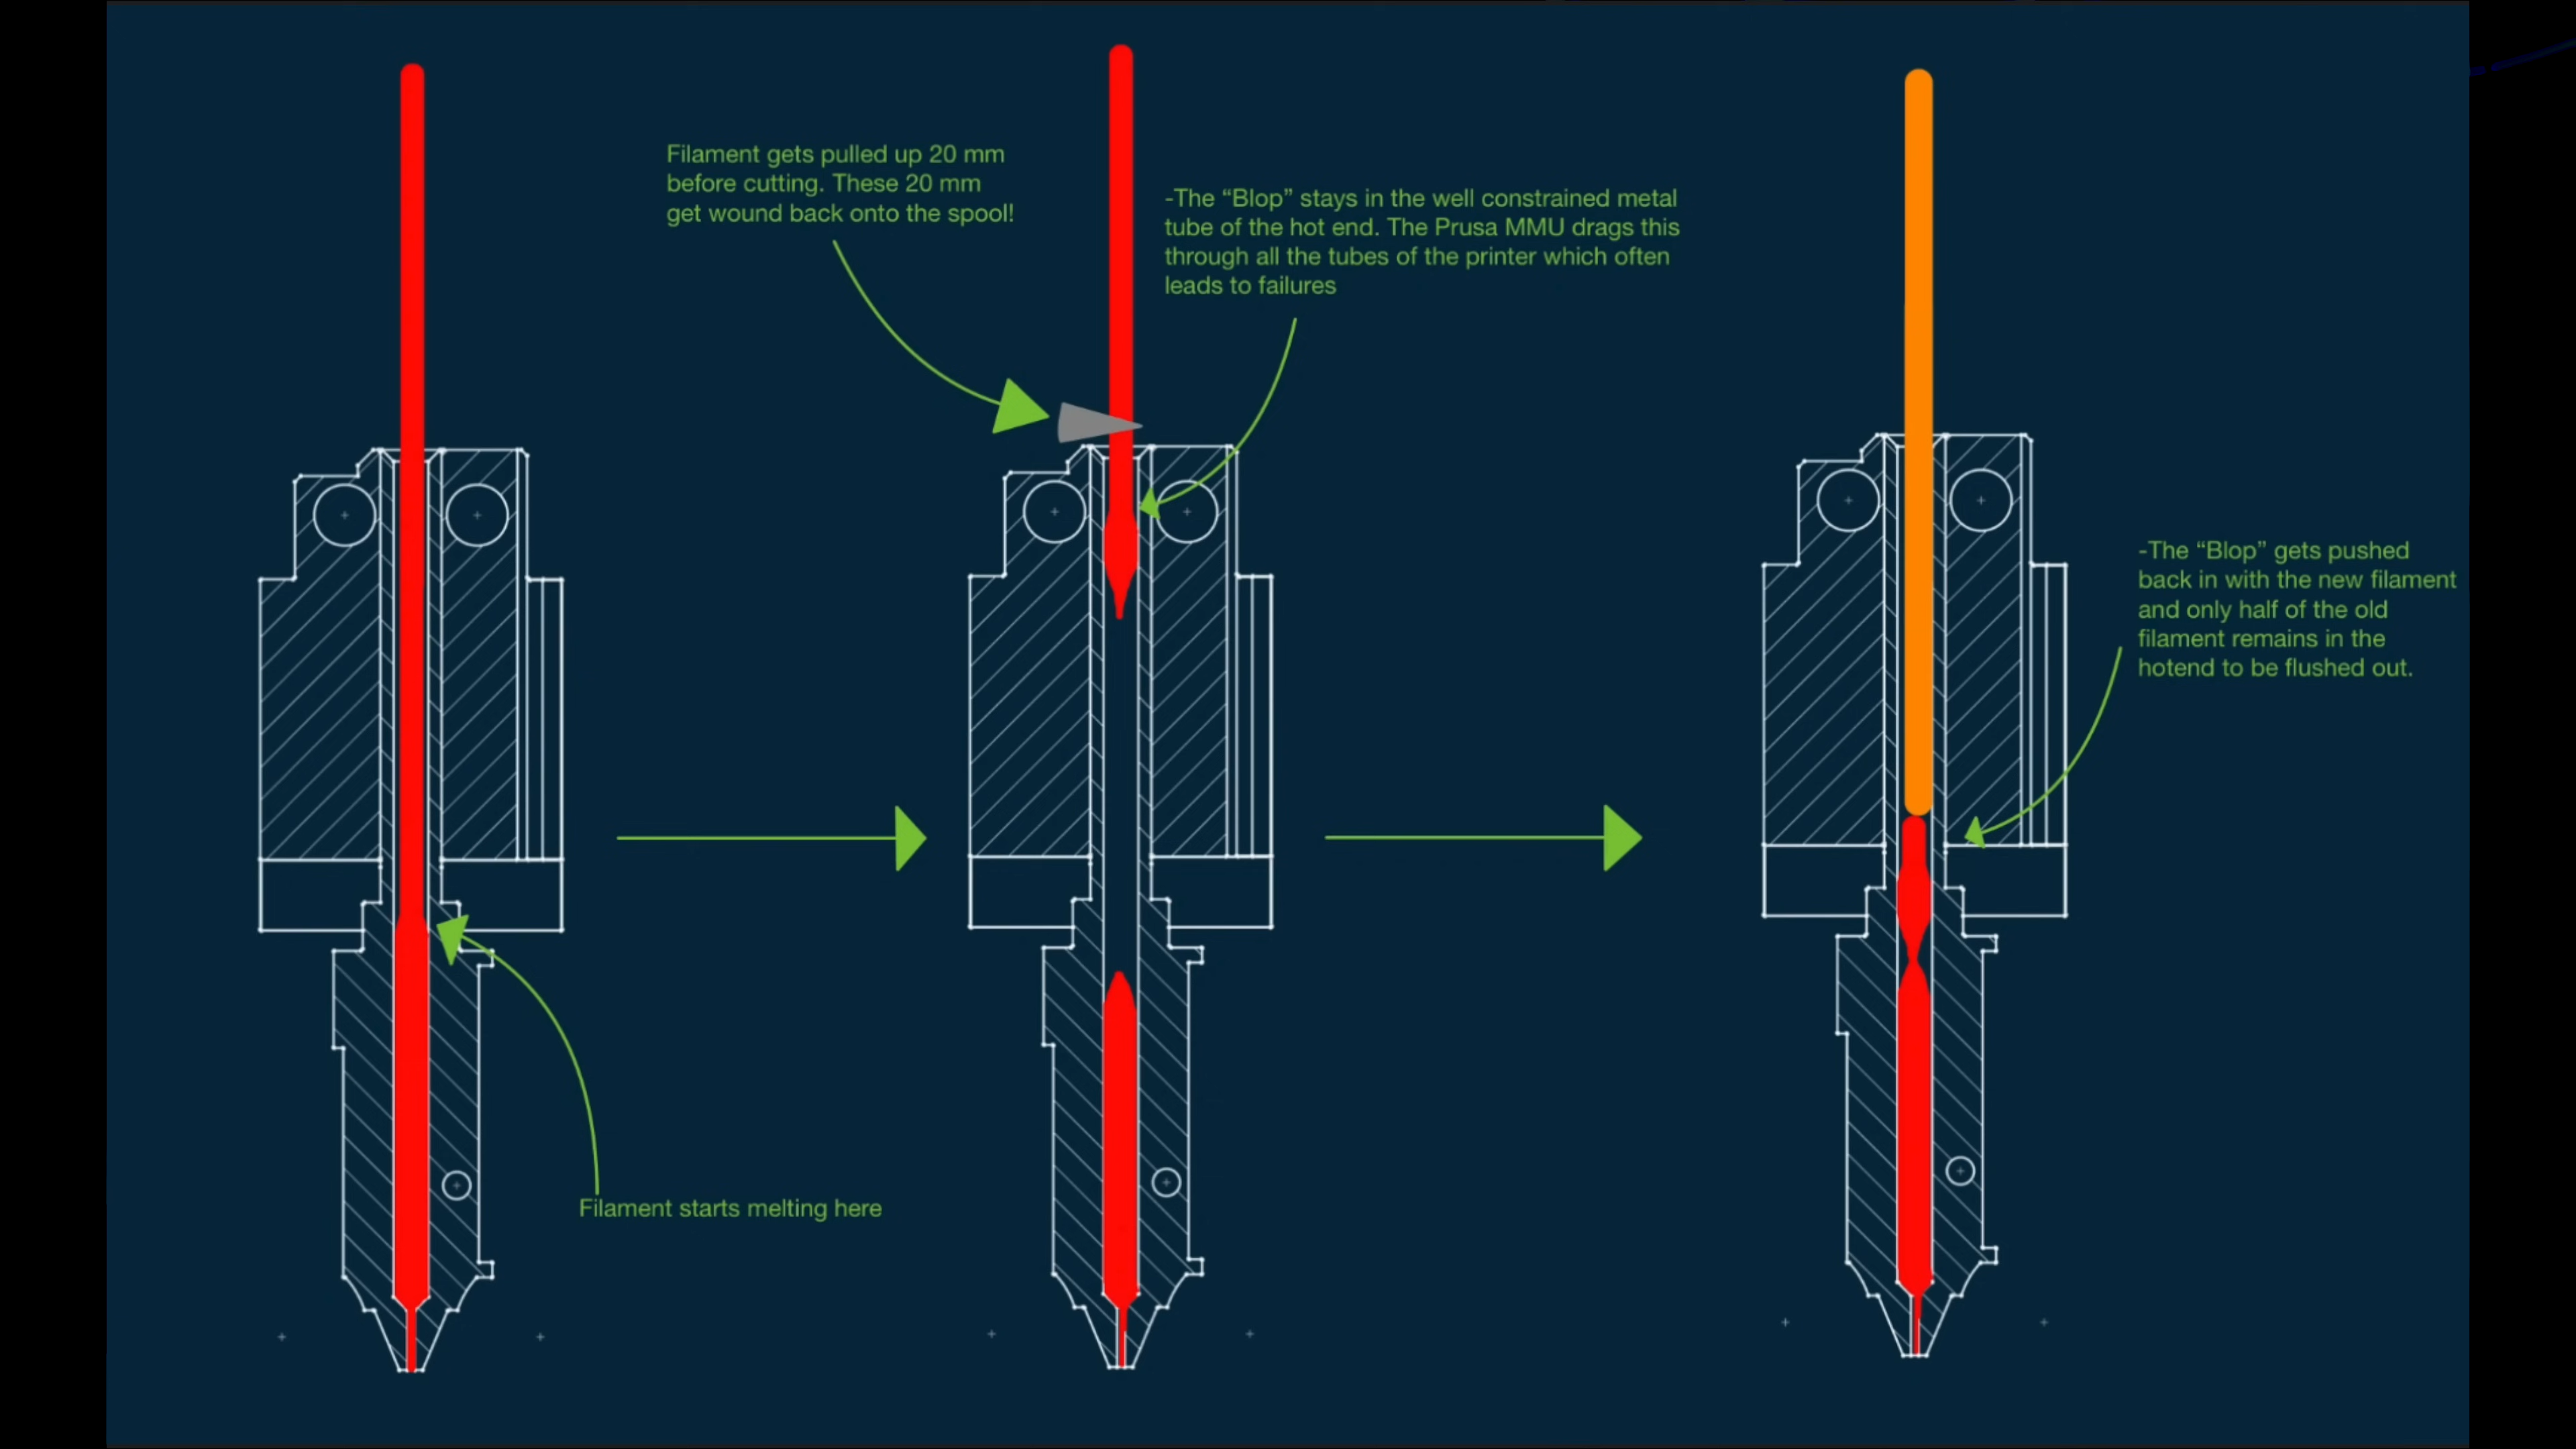 Filament gets pulled up 20 mm
before cutting. These 20 mm
get wound back onto the spool!
-The “Blop” stays in the well constrained metal
tube of the hot end. The Prusa MMU drags this
through all the tubes of the printer which often
leads to failures
-The “Blop” gets pushed
back in with the new filament
and only half of the old
filament remains in the
hotend to be flushed out.
Filament starts melting here